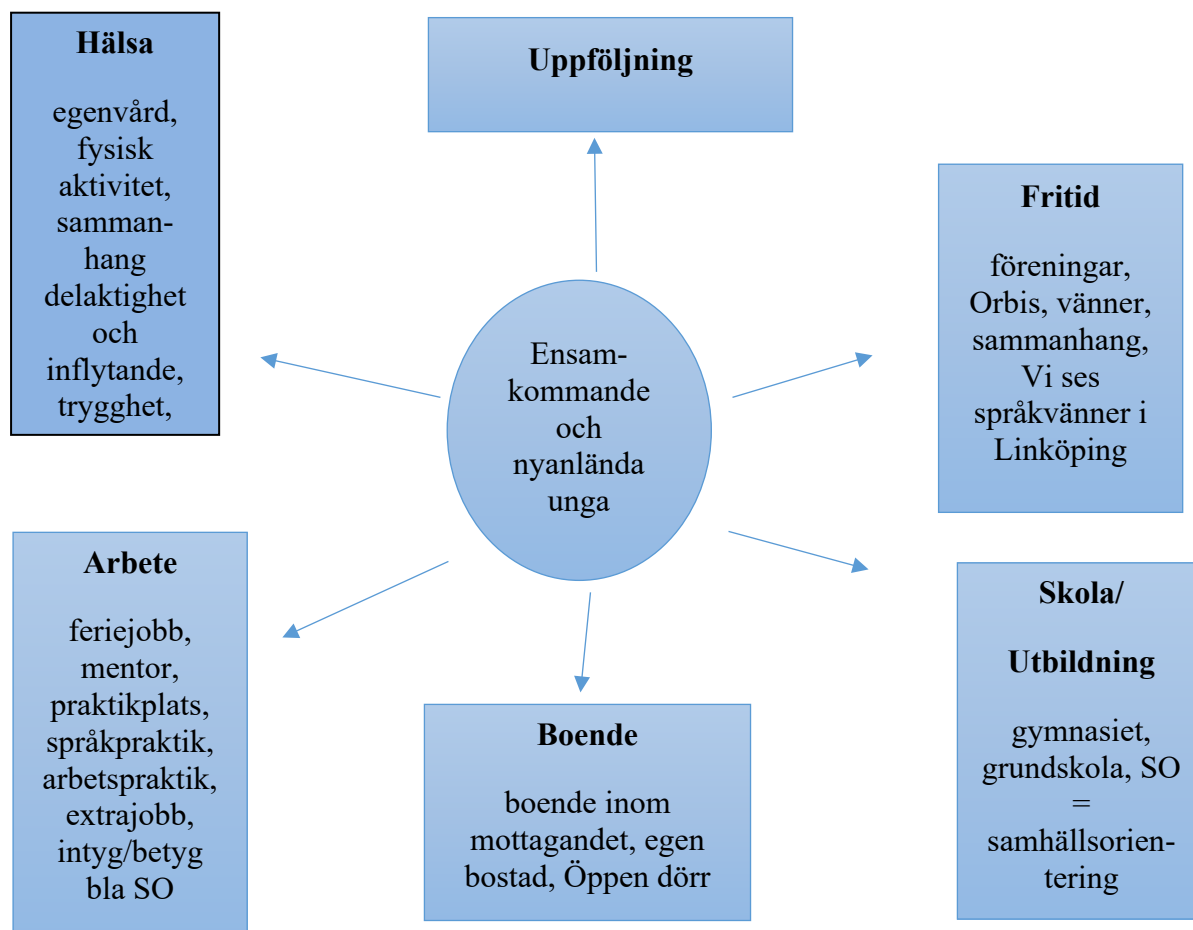 Hälsa
egenvård,
fysisk
aktivitet,
samman-
hang
delaktighet
och
inflytande,
trygghet,
Uppföljning
Fritid
föreningar,
Orbis, vänner,
sammanhang,
Vi ses
språkvänner i
Linköping
Ensam-
kommande
och
nyanlända
unga
Arbete
feriejobb,
mentor,
praktikplats,
språkpraktik,
arbetspraktik,
extrajobb,
intyg/betyg
bla SO
Boende
boende inom
mottagandet, egen
bostad, Öppen dörr
Skola/
Utbildning
gymnasiet,
grundskola, SO
=
samhällsorien-
tering